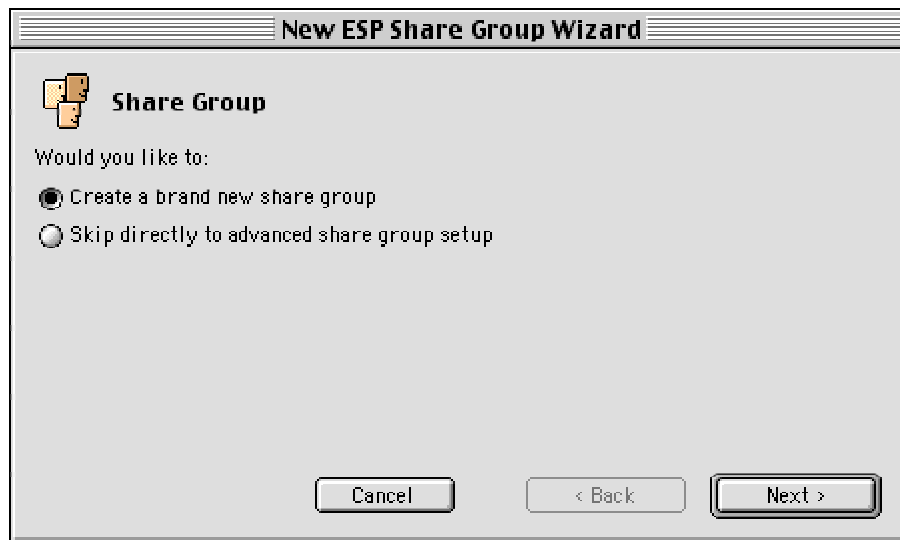 New ESP Share Group Wizard
Share Group
Would you like to:
Create a brand new share group
Skip directly to advanced share group setup
Cancel
< Back
Next >